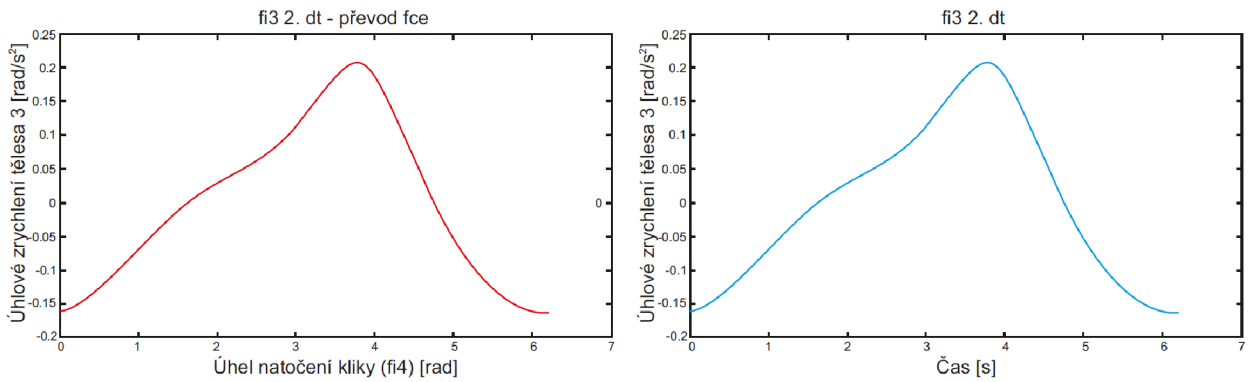 fi3 2. dt - převod fce
0.25
0.2
0.15
0.1
0.05
0
-0.05
-0.1
-0.15
-0.2
0
0 1 2 3 4 5 6 7
Úhlové zrychlení tělesa 3 [rad/s²]
Úhel natočení kliky (fi4) [rad]
fi3 2. dt
0.25
0.2
0.15
0.1
0.05
0
-0.05
-0.1
-0.15
-0.2
0 1 2 3 4 5 6 7
Úhlové zrychlení tělesa 3 [rad/s²]
Čas [s]